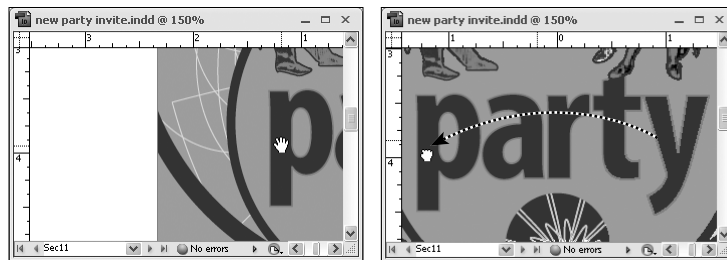 new party invite.indd @ 150%
3 2 1
3
4
pa
Sec11 No errors
new party invite.indd @ 150%
1 0 1
3
4
party
Sec11 No errors